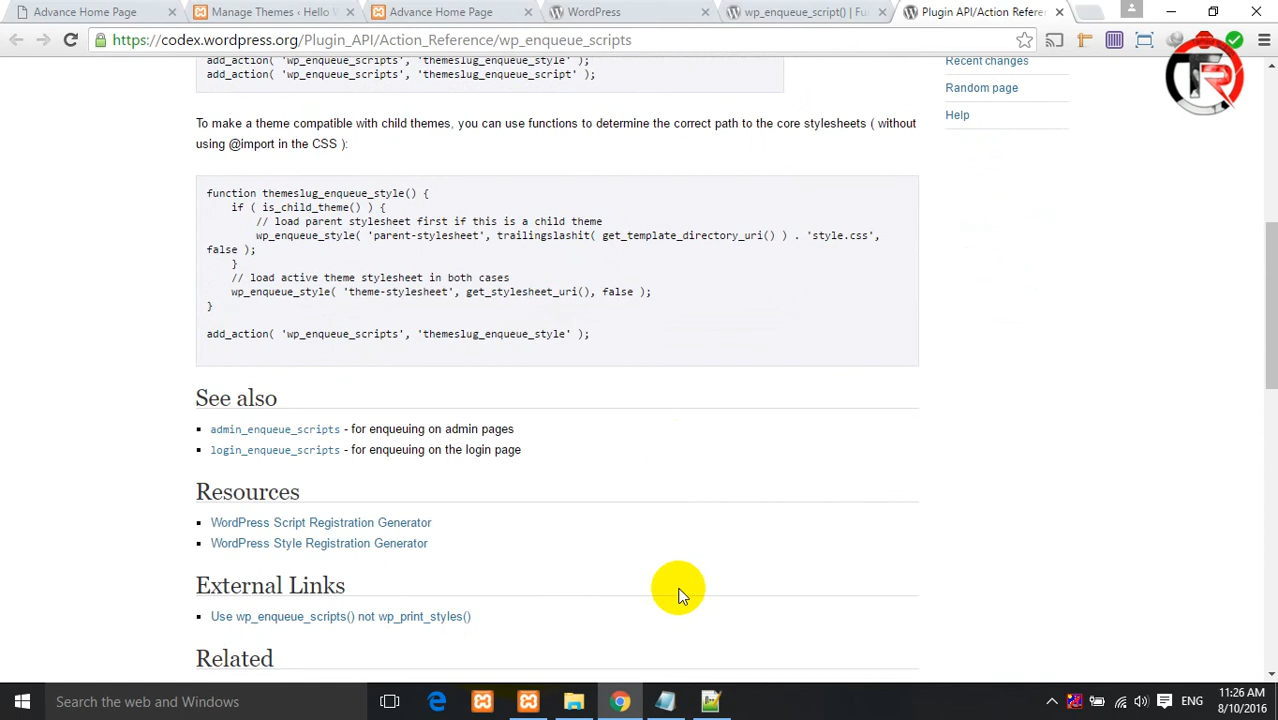 Advance Home Page
Manage Themes ‹ Hello
Advance Home Page
WordPress
wp_enqueue_script() | Fu
Plugin API/Action Refere
https://codex.wordpress.org/Plugin_API/Action_Reference/wp_enqueue_scripts
add_action( 'wp_enqueue_scripts', 'themeslug_enqueue_style' );
add_action( 'wp_enqueue_scripts', 'themeslug_enqueue_script' );
Recent changes
Random page
Help
TR
To make a theme compatible with child themes, you can use functions to determine the correct path to the core stylesheets ( without
using @import in the CSS ):
function themeslug_enqueue_style() {
if ( is_child_theme() ) {
// load parent stylesheet first if this is a child theme
wp_enqueue_style( 'parent-stylesheet', trailingslashit( get_template_directory_uri() ) . 'style.css',
false );
}
// load active theme stylesheet in both cases
wp_enqueue_style( 'theme-stylesheet', get_stylesheet_uri(), false );
}
add_action( 'wp_enqueue_scripts', 'themeslug_enqueue_style' );
See also
admin_enqueue_scripts - for enqueuing on admin pages
login_enqueue_scripts - for enqueuing on the login page
Resources
WordPress Script Registration Generator
WordPress Style Registration Generator
External Links
Use wp_enqueue_scripts() not wp_print_styles()
Related
Search the web and Windows
ENG
11:26 AM
8/10/2016